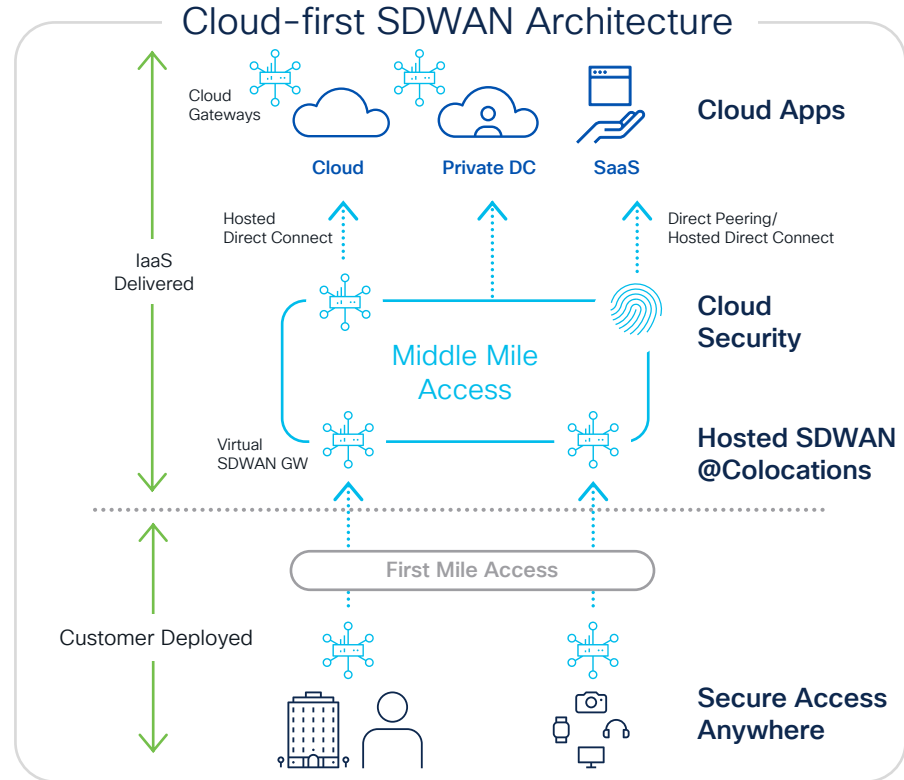 Cloud-first SDWAN Architecture
Cloud
Gateways
Cloud Apps
Cloud
Private DC
SaaS
Hosted
Direct Connect
Direct Peering/
Hosted Direct Connect
IaaS
Delivered
Cloud
Security
Middle Mile
Access
Virtual
SDWAN GW
Hosted SDWAN
@Colocations
First Mile Access
Customer Deployed
Secure Access
Anywhere